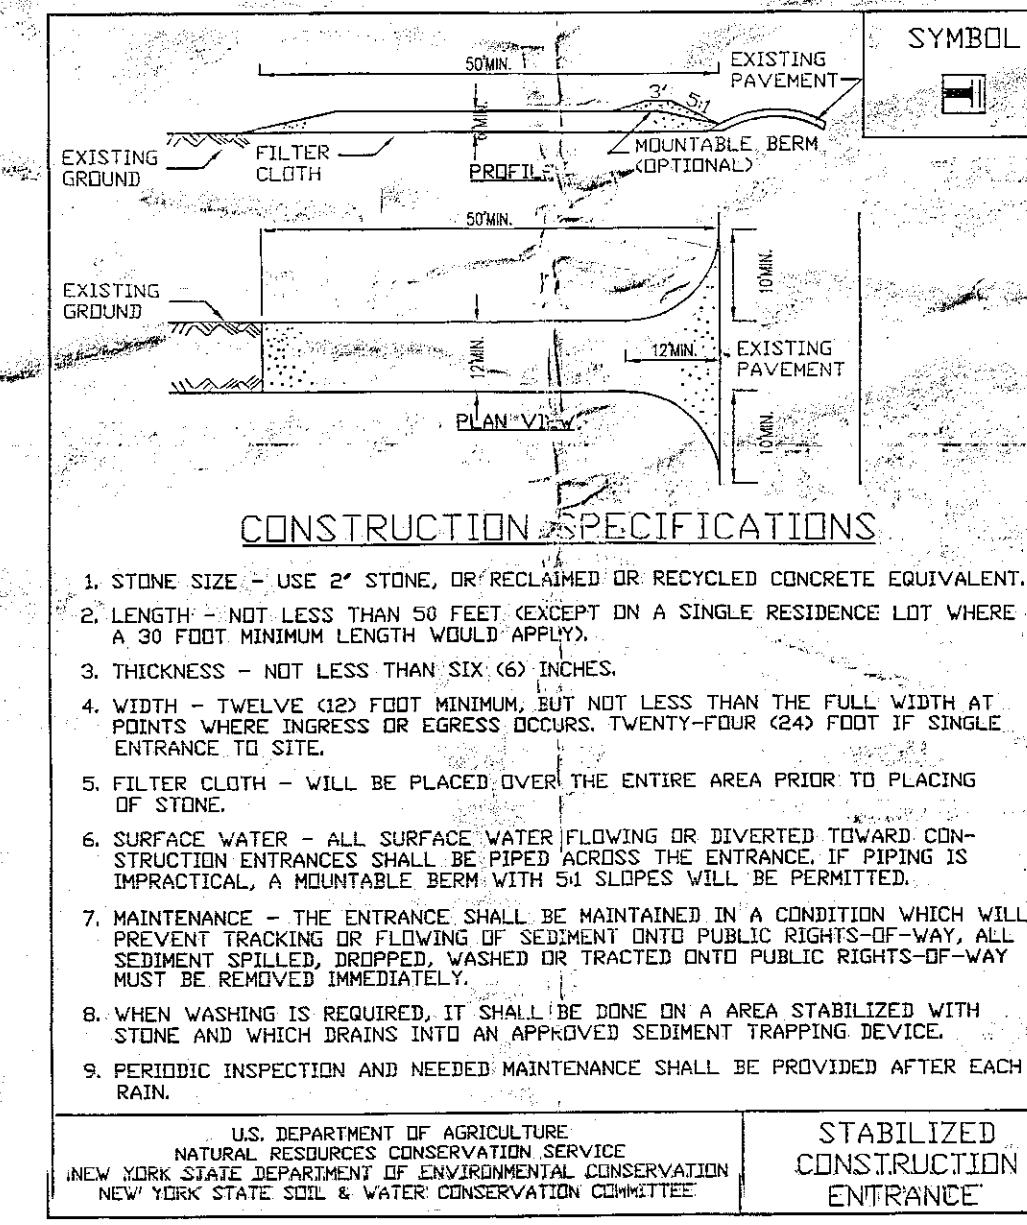 SYMBOL
50'MIN.
EXISTING
PAVEMENT
3'
5:1
6"MIN.
EXISTING
GROUND
FILTER
CLOTH
MOUNTABLE BERM
(OPTIONAL)
PROFILE
50'MIN.
10'MIN.
EXISTING
GROUND
12'MIN.
12'MIN.
EXISTING
PAVEMENT
10'MIN.
PLAN VIEW
CONSTRUCTION SPECIFICATIONS
1. STONE SIZE - USE 2" STONE, OR RECLAIMED OR RECYCLED CONCRETE EQUIVALENT.
2. LENGTH - NOT LESS THAN 50 FEET (EXCEPT ON A SINGLE RESIDENCE LOT WHERE
A 30 FOOT MINIMUM LENGTH WOULD APPLY).
3. THICKNESS - NOT LESS THAN SIX (6) INCHES.
4. WIDTH - TWELVE (12) FOOT MINIMUM, BUT NOT LESS THAN THE FULL WIDTH AT
POINTS WHERE INGRESS OR EGRESS OCCURS. TWENTY-FOUR (24) FOOT IF SINGLE
ENTRANCE TO SITE.
5. FILTER CLOTH - WILL BE PLACED OVER THE ENTIRE AREA PRIOR TO PLACING
OF STONE.
6. SURFACE WATER - ALL SURFACE WATER FLOWING OR DIVERTED TOWARD CON-
STRUCTION ENTRANCES SHALL BE PIPED ACROSS THE ENTRANCE. IF PIPING IS
IMPRACTICAL, A MOUNTABLE BERM WITH 5:1 SLOPES WILL BE PERMITTED.
7. MAINTENANCE - THE ENTRANCE SHALL BE MAINTAINED IN A CONDITION WHICH WILL
PREVENT TRACKING OR FLOWING OF SEDIMENT ONTO PUBLIC RIGHTS-OF-WAY, ALL
SEDIMENT SPILLED, DROPPED, WASHED OR TRACTED ONTO PUBLIC RIGHTS-OF-WAY
MUST BE REMOVED IMMEDIATELY.
8. WHEN WASHING IS REQUIRED, IT SHALL BE DONE ON A AREA STABILIZED WITH
STONE AND WHICH DRAINS INTO AN APPROVED SEDIMENT TRAPPING DEVICE.
9. PERIODIC INSPECTION AND NEEDED MAINTENANCE SHALL BE PROVIDED AFTER EACH
RAIN.
U.S. DEPARTMENT OF AGRICULTURE
NATURAL RESOURCES CONSERVATION SERVICE
NEW YORK STATE DEPARTMENT OF ENVIRONMENTAL CONSERVATION
NEW YORK STATE SOIL & WATER CONSERVATION COMMITTEE
STABILIZED
CONSTRUCTION
ENTRANCE